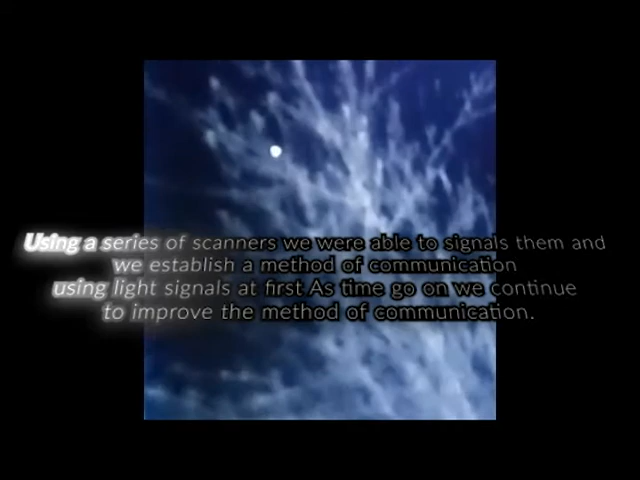 Using a series of scanners we were able to signals them and
we establish a method of communication
using light signals at first As time go on we continue
to improve the method of communication.